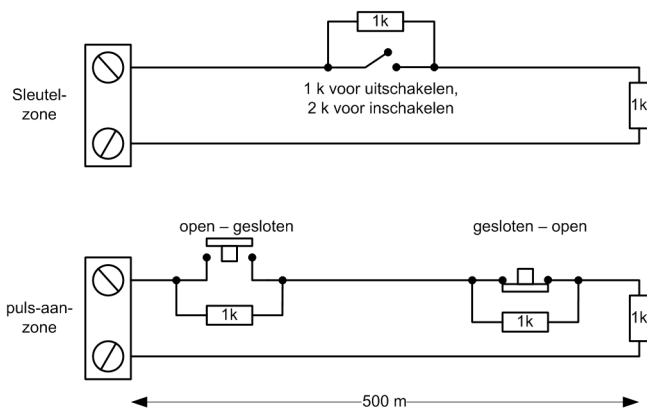 1k
Sleutel-
zone
1 k voor uitschakelen,
2 k voor inschakelen
1k
open – gesloten
gesloten – open
puls-aan-
zone
1k
1k
1k
500 m